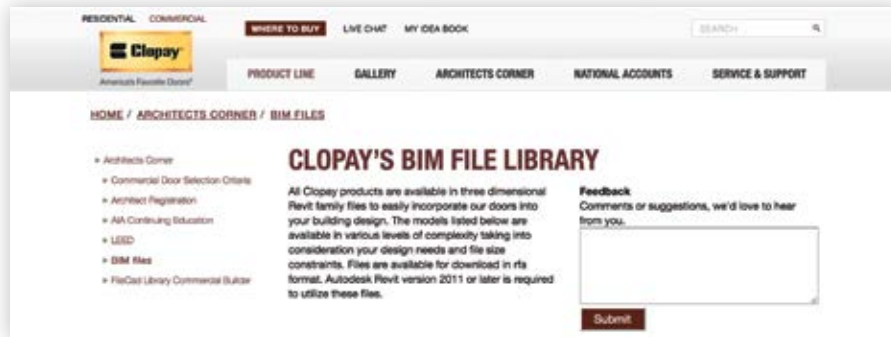 RESIDENTIAL COMMERCIAL
WHERE TO BUY LIVE CHAT MY IDEA BOOK SEARCH
Clopay
America's Favorite Doors®
PRODUCT LINE GALLERY ARCHITECTS CORNER NATIONAL ACCOUNTS SERVICE & SUPPORT
HOME / ARCHITECTS CORNER / BIM FILES
» Architects Corner
» Commercial Door Selection Criteria
» Architect Registration
» AIA Continuing Education
» LEED
» BIM files
» FileCad Library Commercial Builder
CLOPAY'S BIM FILE LIBRARY
All Clopay products are available in three dimensional
Revit family files to easily incorporate our doors into
your building design. The models listed below are
available in various levels of complexity taking into
consideration your design needs and file size
constraints. Files are available for download in rfa
format. Autodesk Revit version 2011 or later is required
to utilize these files.
Feedback
Comments or suggestions, we'd love to hear
from you.
Submit